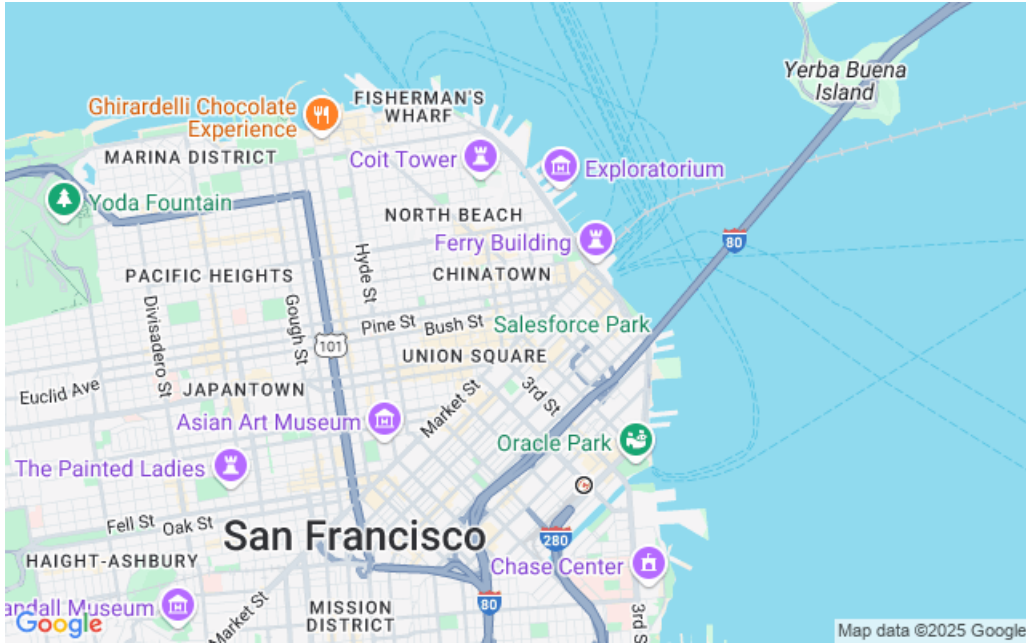 Yerba Buena
Island
Ghirardelli Chocolate
Experience
FISHERMAN'S
WHARF
MARINA DISTRICT
Coit Tower
Exploratorium
Yoda Fountain
NORTH BEACH
Ferry Building
80
Hyde St
PACIFIC HEIGHTS
CHINATOWN
Divisadero St
Gough St
Pine St
Bush St
Salesforce Park
101
UNION SQUARE
Euclid Ave
JAPANTOWN
Market St
3rd St
Asian Art Museum
Oracle Park
The Painted Ladies
Fell St
Oak St
San Francisco
280
HAIGHT-ASHBURY
Chase Center
andall Museum
80
MISSION
DISTRICT
Market St
3rd St
Google
Map data ©2025 Google